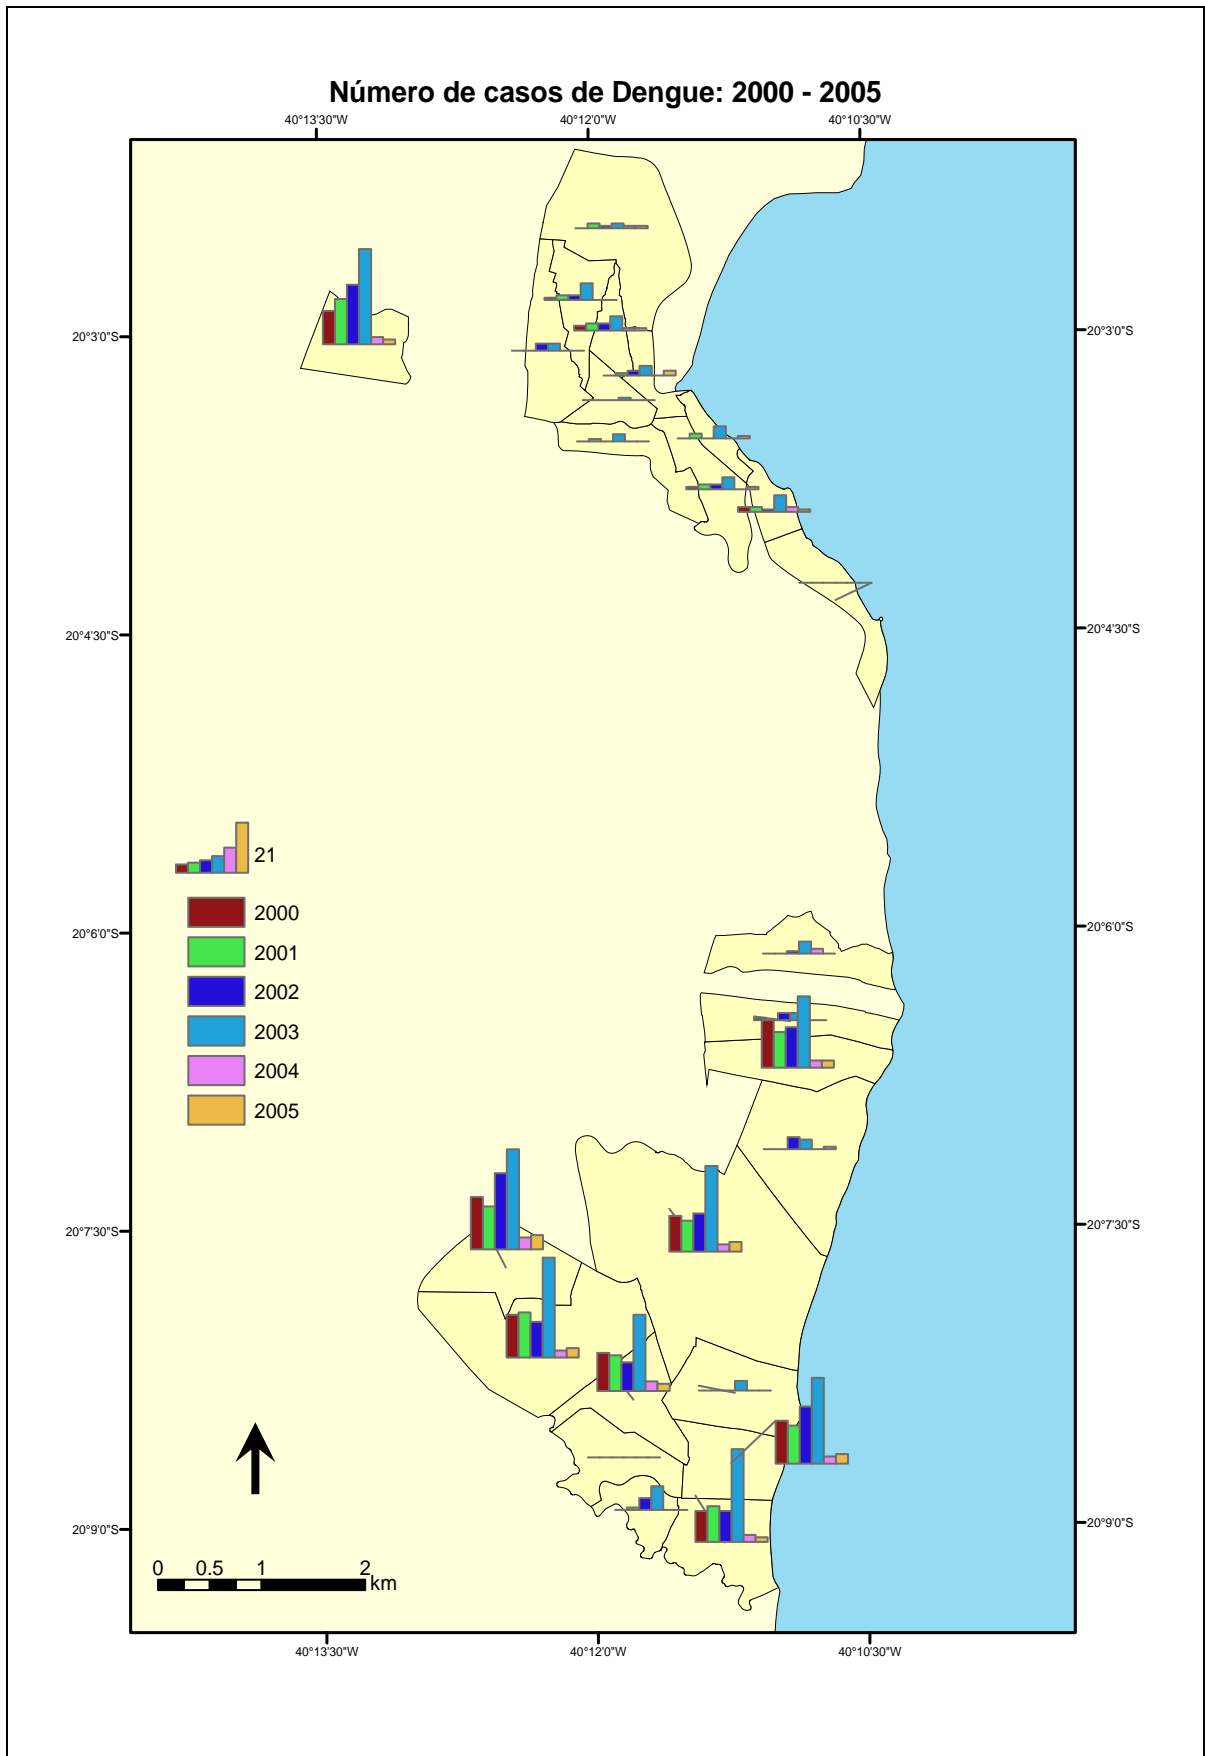 Número de casos de Dengue: 2000 - 2005
40°13'30"W 40°12'0"W 40°10'30"W
20°3'0"S 20°3'0"S
20°4'30"S 20°4'30"S
21
2000
20°6'0"S 20°6'0"S
2001
2002
2003
2004
2005
20°7'30"S 20°7'30"S
20°9'0"S 20°9'0"S
0 0.5 1 2
km
40°13'30"W 40°12'0"W 40°10'30"W